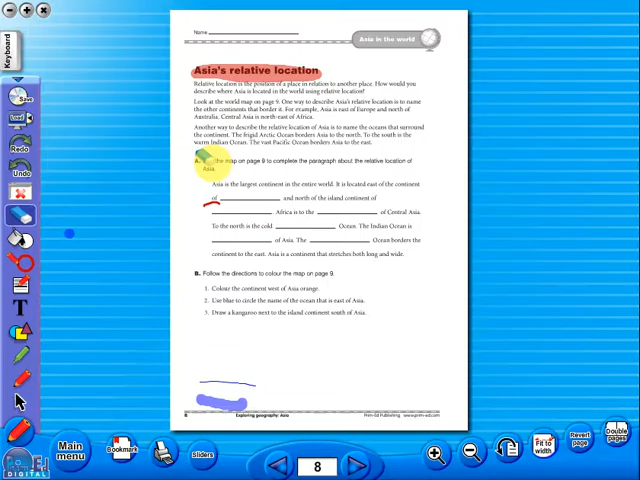 Keyboard
Save
Load
Redo
Undo
T
Name
Asia in the world
Asia's relative location
Relative location is the position of a place in relation to another place. How would you
describe where Asia is located in the world using relative location?
Look at the world map on page 9. One way to describe Asia's relative location is to name
the other continents that border it. For example, Asia is east of Europe and north of
Australia. Central Asia is north-east of Africa.
Another way to describe the relative location of Asia is to name the oceans that surround
the continent. The frigid Arctic Ocean borders Asia to the north. To the south is the
warm Indian Ocean. The vast Pacific Ocean borders Asia to the east.
A. the map on page 9 to complete the paragraph about the relative location of
Asia.
Asia is the largest continent in the entire world. It is located east of the continent
of and north of the island continent of
Africa is to the of Central Asia.
To the north is the cold Ocean. The Indian Ocean is
of Asia. The Ocean borders the
continent to the east. Asia is a continent that stretches both long and wide.
B. Follow the directions to colour the map on page 9.
1. Colour the continent west of Asia orange.
2. Use blue to circle the name of the ocean that is east of Asia.
3. Draw a kangaroo next to the island continent south of Asia.
8 Exploring geography: Asia Prim-Ed Publishing www.prim-ed.com
DIGITAL
Main
menu
Bookmark
Sliders
8
Fit to
width
Revert
page
Double
pages